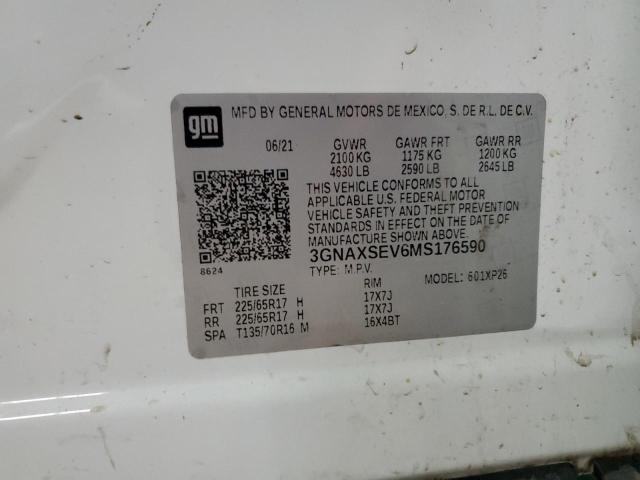 gm MFD BY GENERAL MOTORS DE MEXICO, S. DE R.L. DE C.V.
06/21 GVWR GAWR FRT GAWR RR
2100 KG 1175 KG 1200 KG
4630 LB 2590 LB 2645 LB
THIS VEHICLE CONFORMS TO ALL
APPLICABLE U.S. FEDERAL MOTOR
VEHICLE SAFETY AND THEFT PREVENTION
STANDARDS IN EFFECT ON THE DATE OF
MANUFACTURE SHOWN ABOVE.
8624 3GNAXSEV6MS176590
TYPE: M.P.V. MODEL: 601XP26
TIRE SIZE RIM
FRT 225/65R17 H 17X7J
RR 225/65R17 H 17X7J
SPA T135/70R16 M 16X4BT